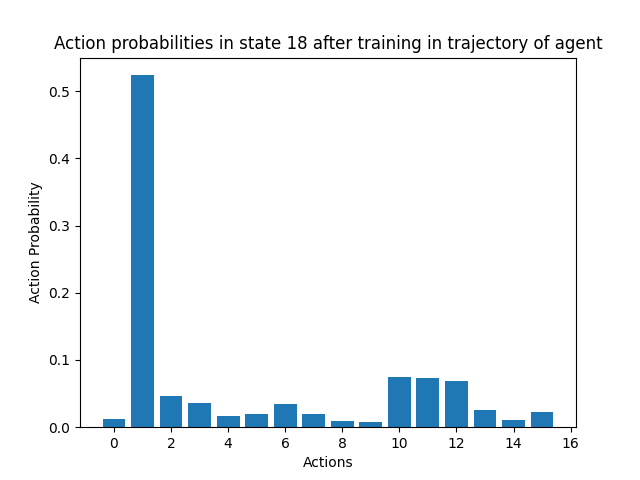 Action probabilities in state 18 after training in trajectory of agent
0.5
0.4
0.3
0.2
0.1
0.0
Action Probability
0 2 4 6 8 10 12 14 16
Actions